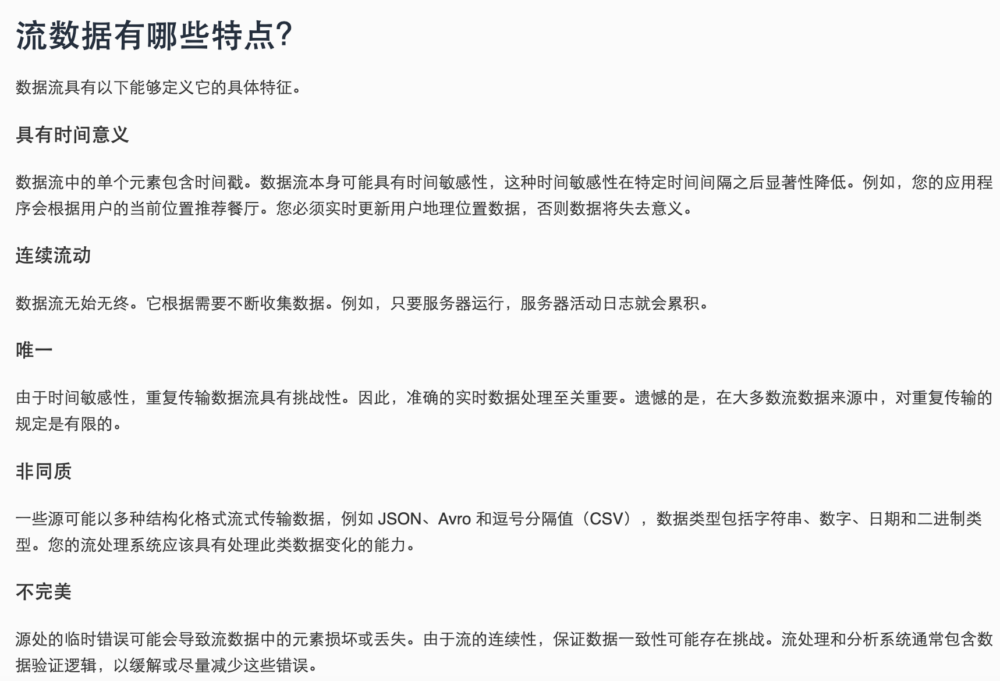 流数据有哪些特点？
数据流具有以下能够定义它的具体特征。
具有时间意义
数据流中的单个元素包含时间戳。数据流本身可能具有时间敏感性，这种时间敏感性在特定时间间隔之后显著性降低。例如，您的应用程
序会根据用户的当前位置推荐餐厅。您必须实时更新用户地理位置数据，否则数据将失去意义。
连续流动
数据流无始无终。它根据需要不断收集数据。例如，只要服务器运行，服务器活动日志就会累积。
唯一
由于时间敏感性，重复传输数据流具有挑战性。因此，准确的实时数据处理至关重要。遗憾的是，在大多数流数据来源中，对重复传输的
规定是有限的。
非同质
一些源可能以多种结构化格式流式传输数据，例如 JSON、Avro 和逗号分隔值（CSV），数据类型包括字符串、数字、日期和二进制类
型。您的流处理系统应该具有处理此类数据变化的能力。
不完美
源处的临时错误可能会导致流数据中的元素损坏或丢失。由于流的连续性，保证数据一致性可能存在挑战。流处理和分析系统通常包含数
据验证逻辑，以缓解或尽量减少这些错误。